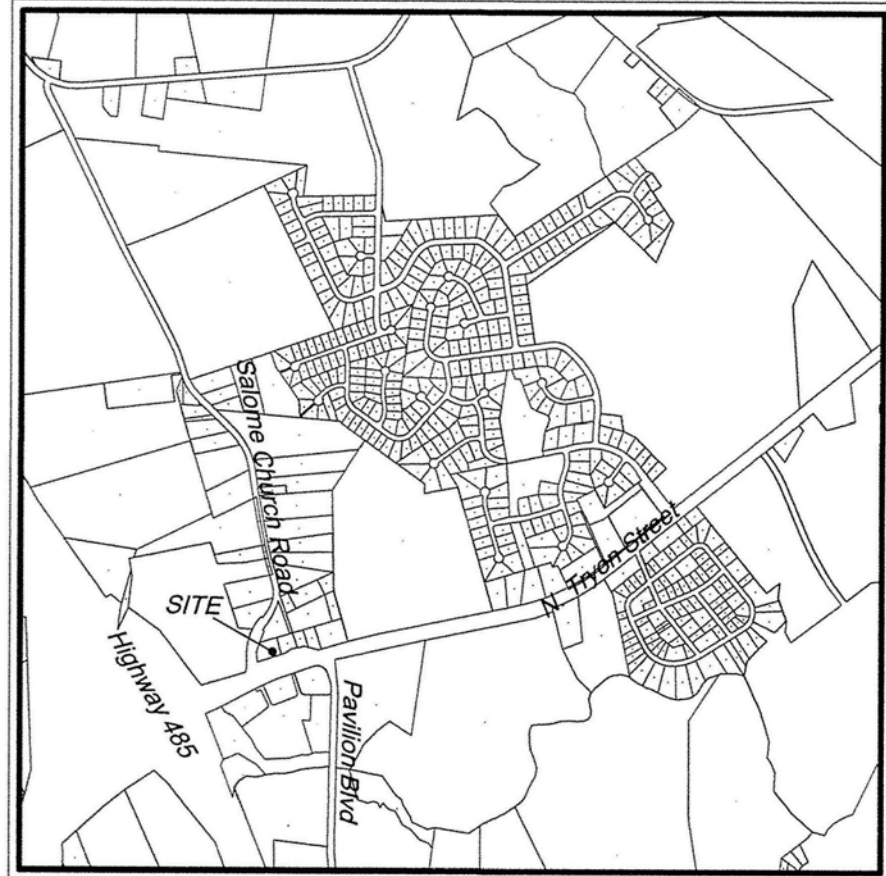 Salome Church Road
N. Tryon Street
SITE
Highway 485
Pavilion Blvd